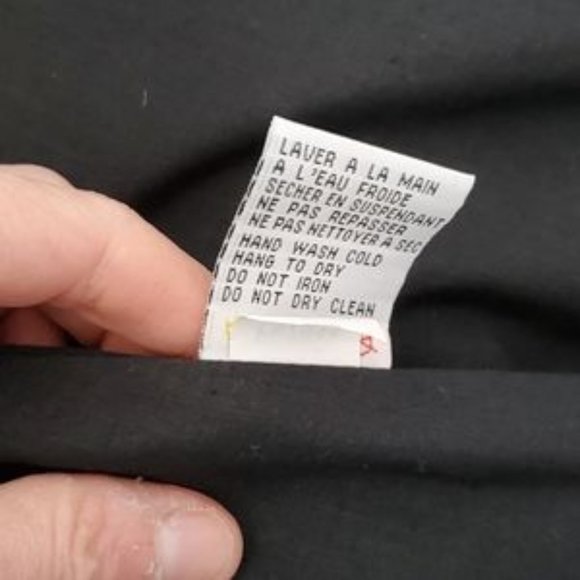 LAVER A LA MAIN
A L'EAU FROIDE
SECHER EN SUSPENDANT
NE PAS REPASSER
NE PAS NETTOYER A SEC
HAND WASH COLD
HANG TO DRY
DO NOT IRON
DO NOT DRY CLEAN